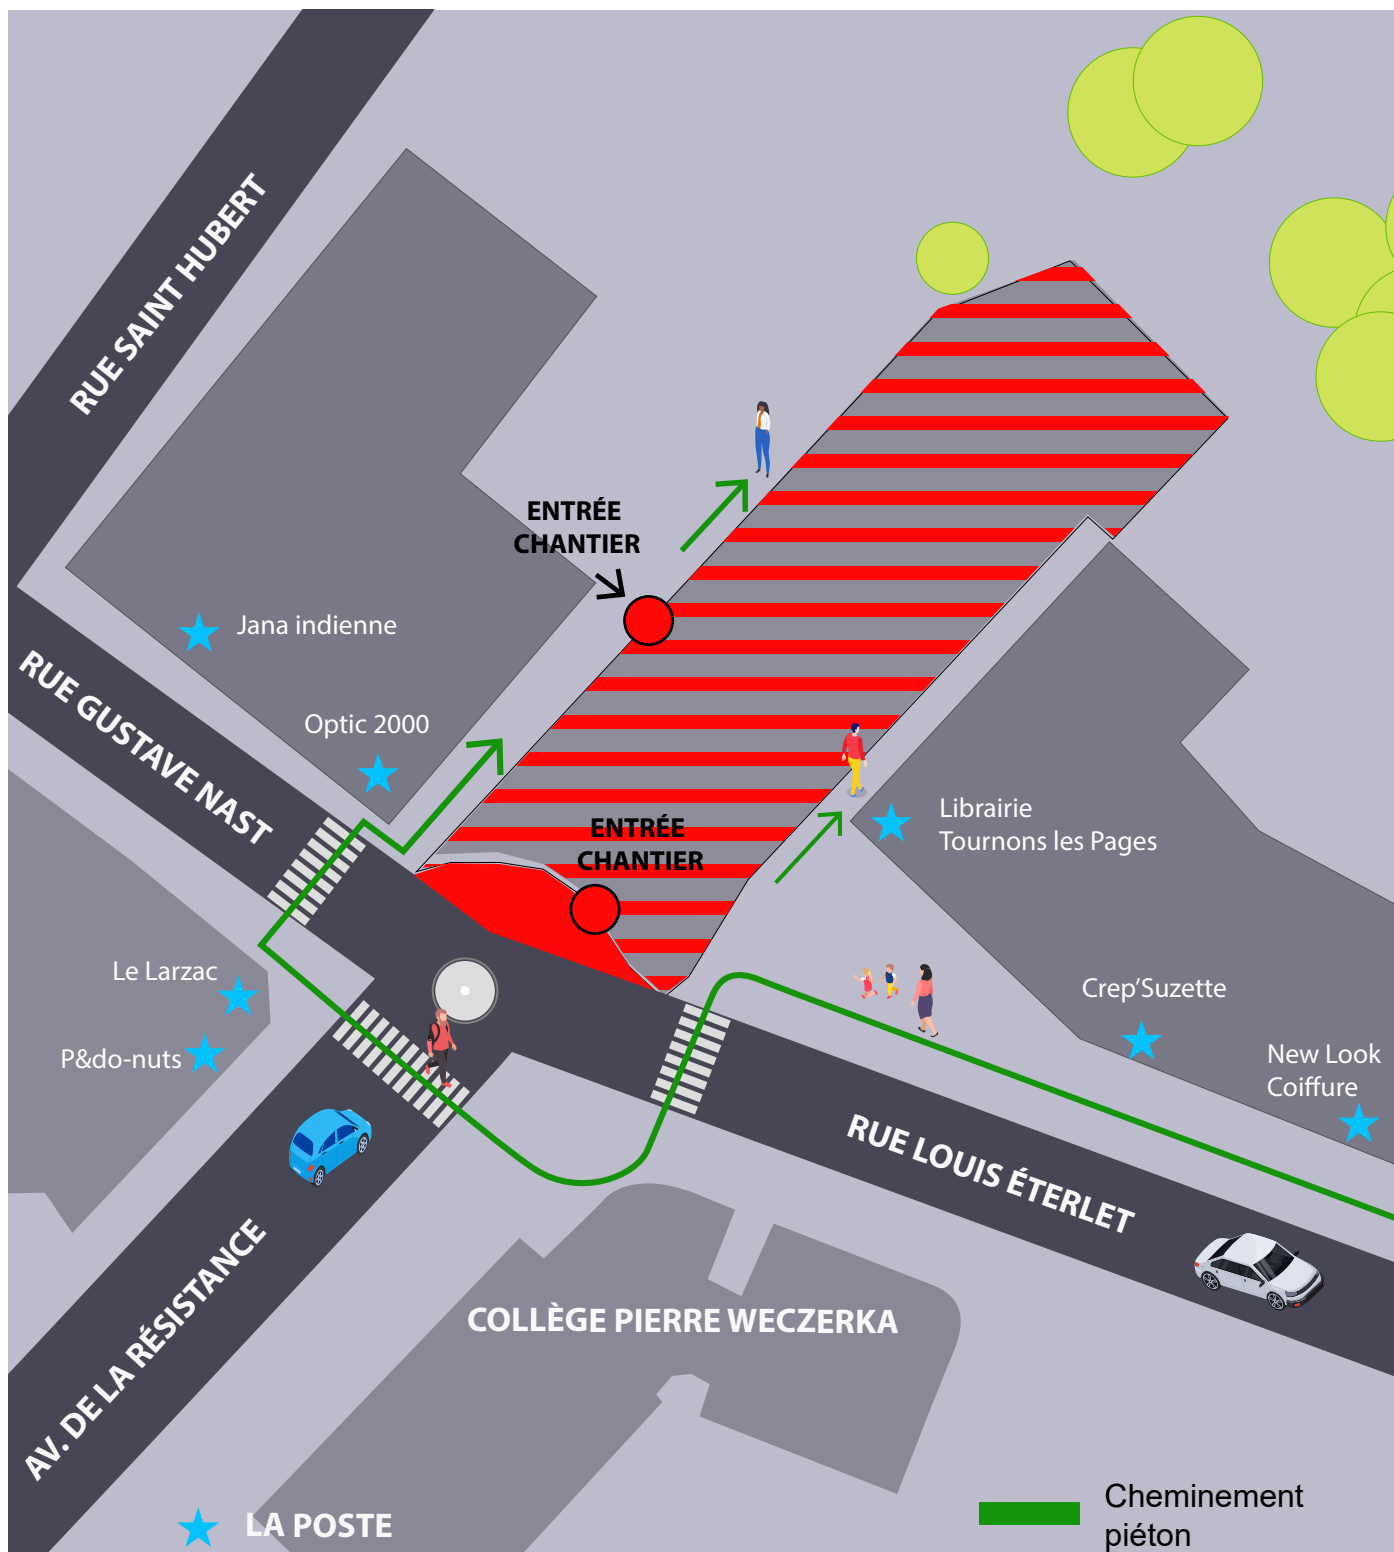 RUE SAINT HUBERT
ENTRÉE
CHANTIER
Jana indienne
RUE GUSTAVE NAST
Optic 2000
ENTRÉE
CHANTIER
Librairie
Tournons les Pages
Le Larzac
P&do-nuts
Crep'Suzette
New Look
Coiffure
RUE LOUIS ÉTERLET
AV. DE LA RÉSISTANCE
COLLÈGE PIERRE WECZERKA
LA POSTE
Cheminement
piéton